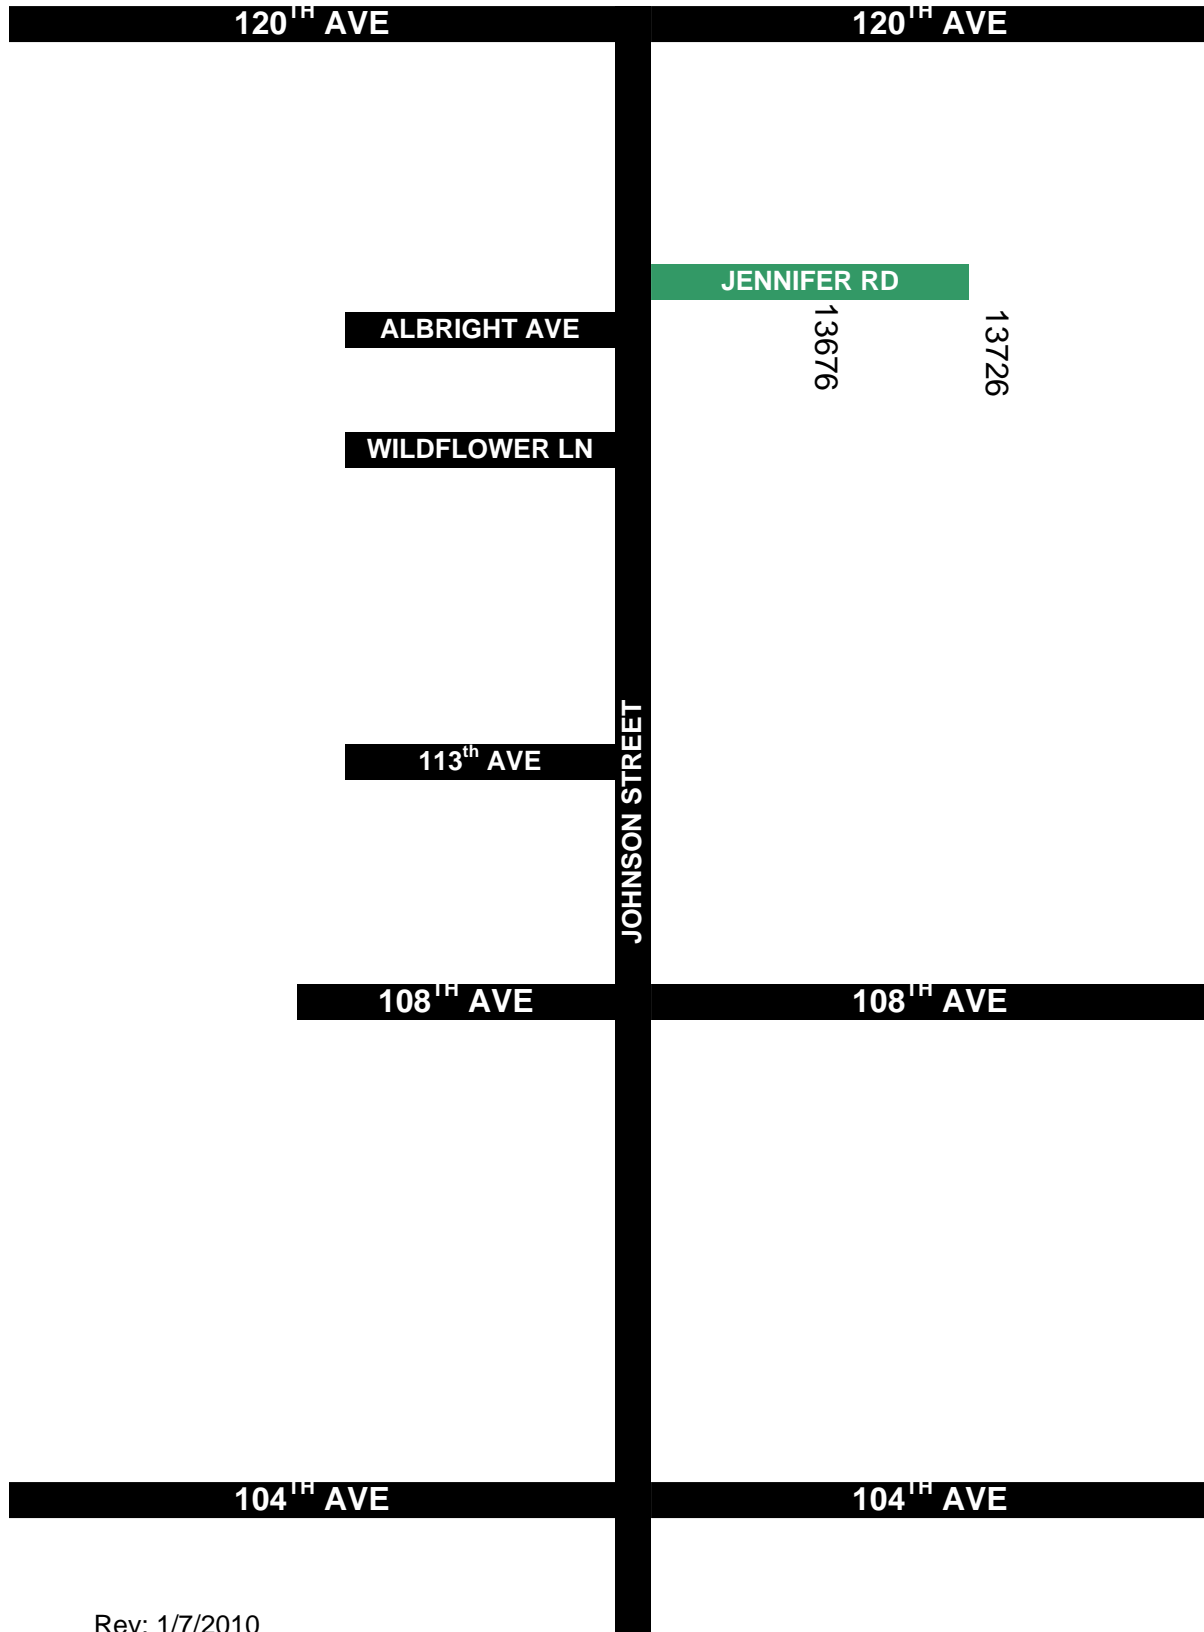 120TH AVE
120TH AVE
JENNIFER RD
ALBRIGHT AVE
13676
13726
WILDFLOWER LN
JOHNSON STREET
113th AVE
108TH AVE
108TH AVE
104TH AVE
104TH AVE
Rev: 1/7/2010